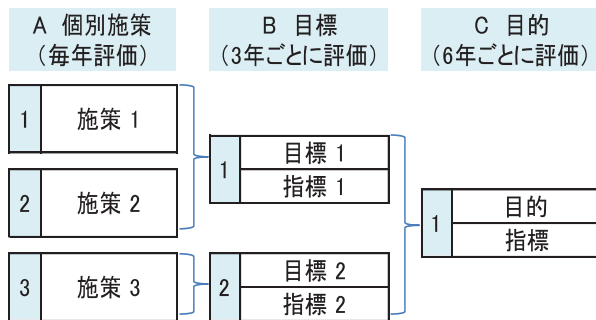 A 個別施策
（毎年評価）
B 目標
（3年ごとに評価）
C 目的
（6年ごとに評価）
1 施策 1
2 施策 2
3 施策 3
1 目標 1
指標 1
2 目標 2
指標 2
1 目的
指標